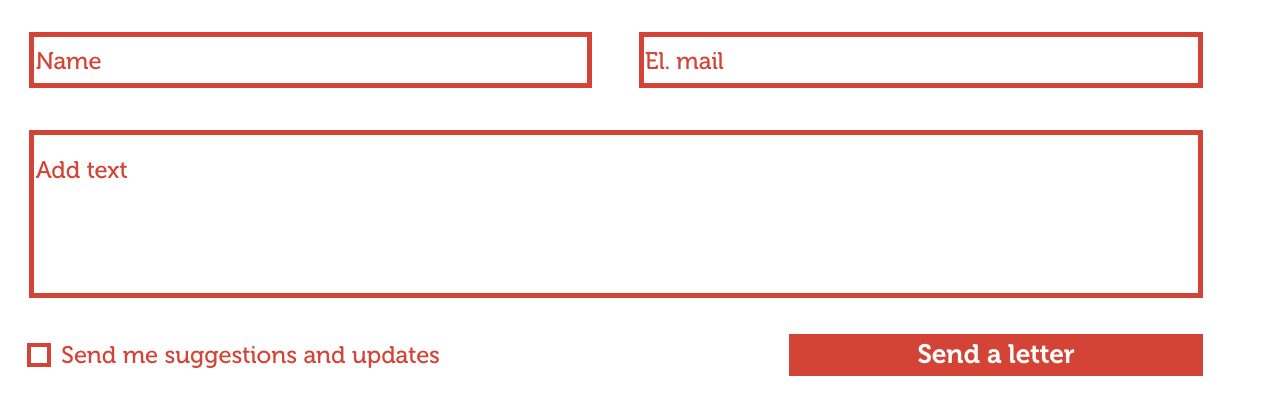 Name
El. mail
Add text
Send me suggestions and updates
Send a letter